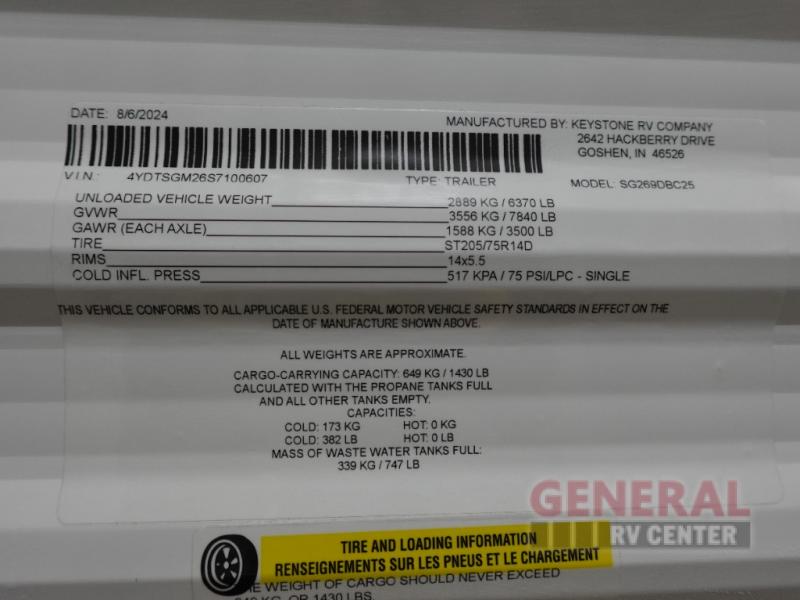 DATE: 8/6/2024
MANUFACTURED BY: KEYSTONE RV COMPANY
2642 HACKBERRY DRIVE
GOSHEN, IN 46526
V.I.N.: 4YDTSGM26S7100607 TYPE: TRAILER MODEL: SG269DBC25
UNLOADED VEHICLE WEIGHT 2889 KG / 6370 LB
GVWR 3556 KG / 7840 LB
GAWR (EACH AXLE) 1588 KG / 3500 LB
TIRE ST205/75R14D
RIMS 14x5.5
COLD INFL. PRESS 517 KPA / 75 PSI/LPC - SINGLE
THIS VEHICLE CONFORMS TO ALL APPLICABLE U.S. FEDERAL MOTOR VEHICLE SAFETY STANDARDS IN EFFECT ON THE
DATE OF MANUFACTURE SHOWN ABOVE.
ALL WEIGHTS ARE APPROXIMATE.
CARGO-CARRYING CAPACITY: 649 KG / 1430 LB
CALCULATED WITH THE PROPANE TANKS FULL
AND ALL OTHER TANKS EMPTY.
CAPACITIES:
COLD: 173 KG HOT: 0 KG
COLD: 382 LB HOT: 0 LB
MASS OF WASTE WATER TANKS FULL:
339 KG / 747 LB
GENERAL
RV CENTER
TIRE AND LOADING INFORMATION
RENSEIGNEMENTS SUR LES PNEUS ET LE CHARGEMENT
WEIGHT OF CARGO SHOULD NEVER EXCEED
KG. OR 1430 LBS.